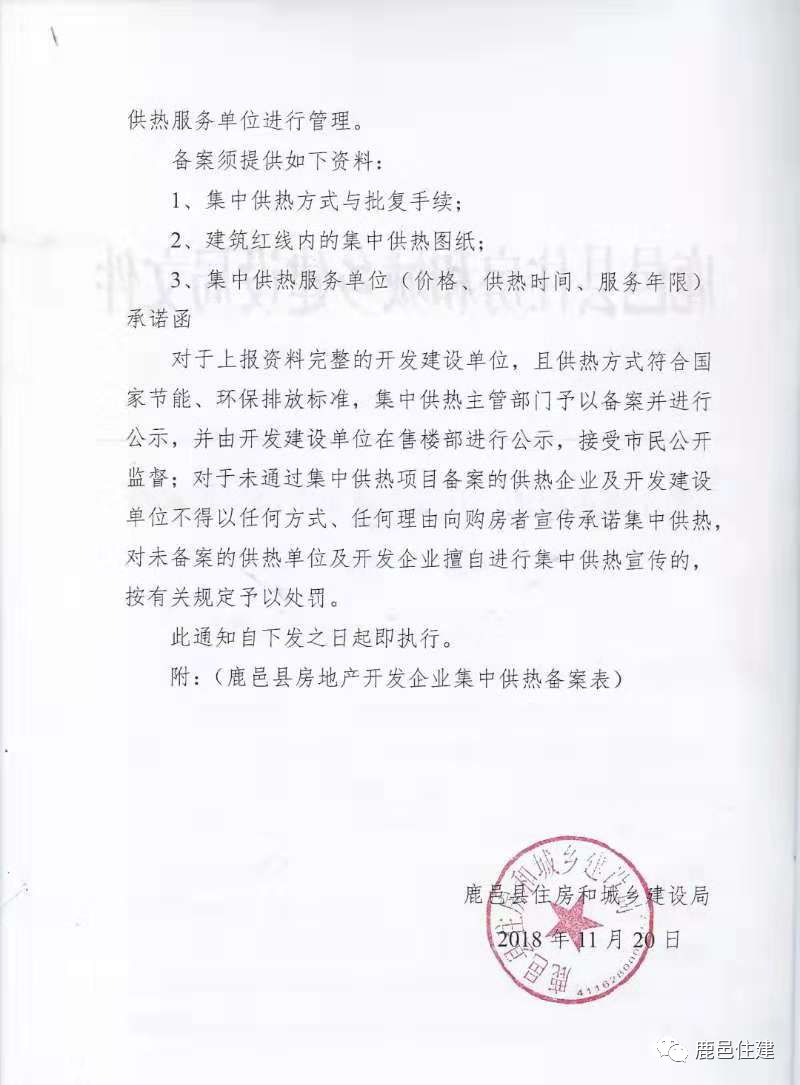 供热服务单位进行管理。
备案须提供如下资料：
1、集中供热方式与批复手续；
2、建筑红线内的集中供热图纸；
3、集中供热服务单位（价格、供热时间、服务年限）
承诺函
对于上报资料完整的开发建设单位，且供热方式符合国
家节能、环保排放标准，集中供热主管部门予以备案并进行
公示，并由开发建设单位在售楼部进行公示，接受市民公开
监督；对于未通过集中供热项目备案的供热企业及开发建设
单位不得以任何方式、任何理由向购房者宣传承诺集中供热，
对未备案的供热单位及开发企业擅自进行集中供热宣传的，
按有关规定予以处罚。
此通知自下发之日起即执行。
附：（鹿邑县房地产开发企业集中供热备案表）
鹿邑县住房和城乡建设局
2018 年 11 月 20 日
鹿邑县住房和城乡建设局
鹿邑住建